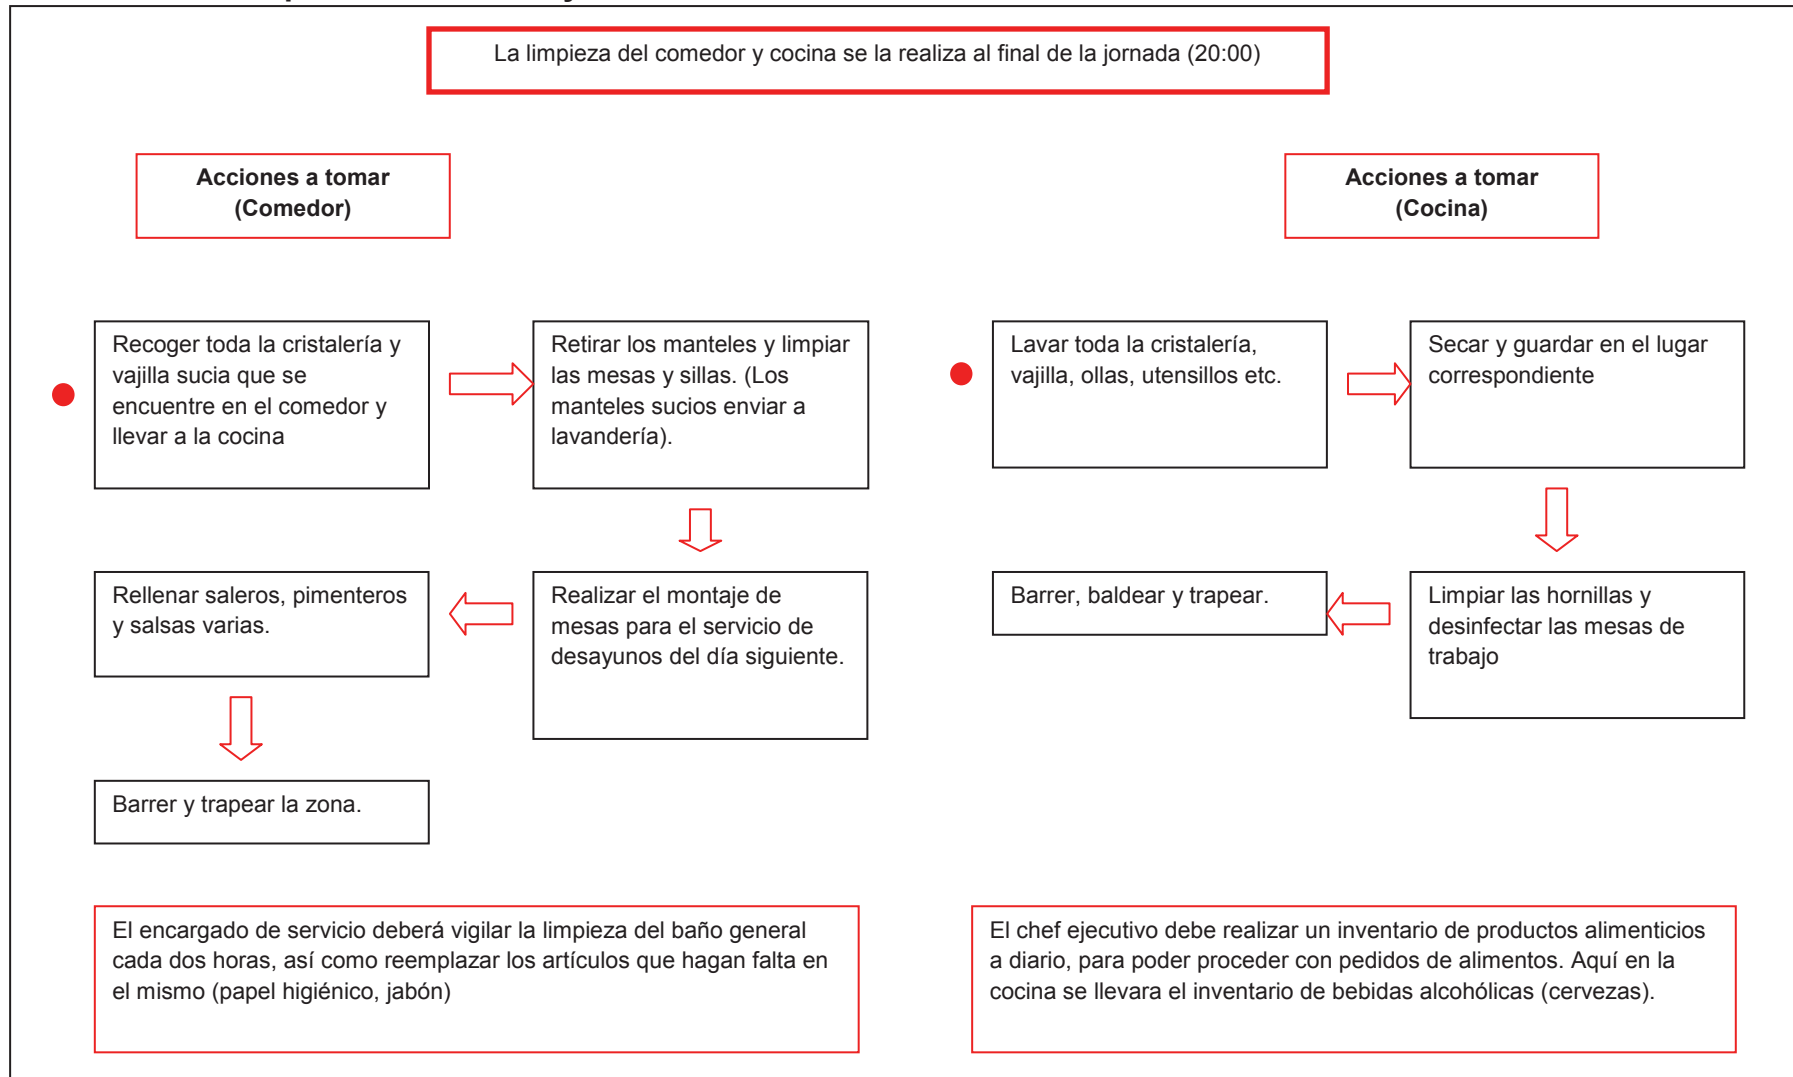 La limpieza del comedor y cocina se la realiza al final de la jornada (20:00)
Acciones a tomar
(Comedor)
Acciones a tomar
(Cocina)
Recoger toda la cristalería y
vajilla sucia que se
encuentre en el comedor y
llevar a la cocina
Retirar los manteles y limpiar
las mesas y sillas. (Los
manteles sucios enviar a
lavandería).
Lavar toda la cristalería,
vajilla, ollas, utensillos etc.
Secar y guardar en el lugar
correspondiente
Rellenar saleros, pimenteros
y salsas varias.
Realizar el montaje de
mesas para el servicio de
desayunos del día siguiente.
Barrer, baldear y trapear.
Limpiar las hornillas y
desinfectar las mesas de
trabajo
Barrer y trapear la zona.
El encargado de servicio deberá vigilar la limpieza del baño general
cada dos horas, así como reemplazar los artículos que hagan falta en
el mismo (papel higiénico, jabón)
El chef ejecutivo debe realizar un inventario de productos alimenticios
a diario, para poder proceder con pedidos de alimentos. Aquí en la
cocina se llevara el inventario de bebidas alcohólicas (cervezas).